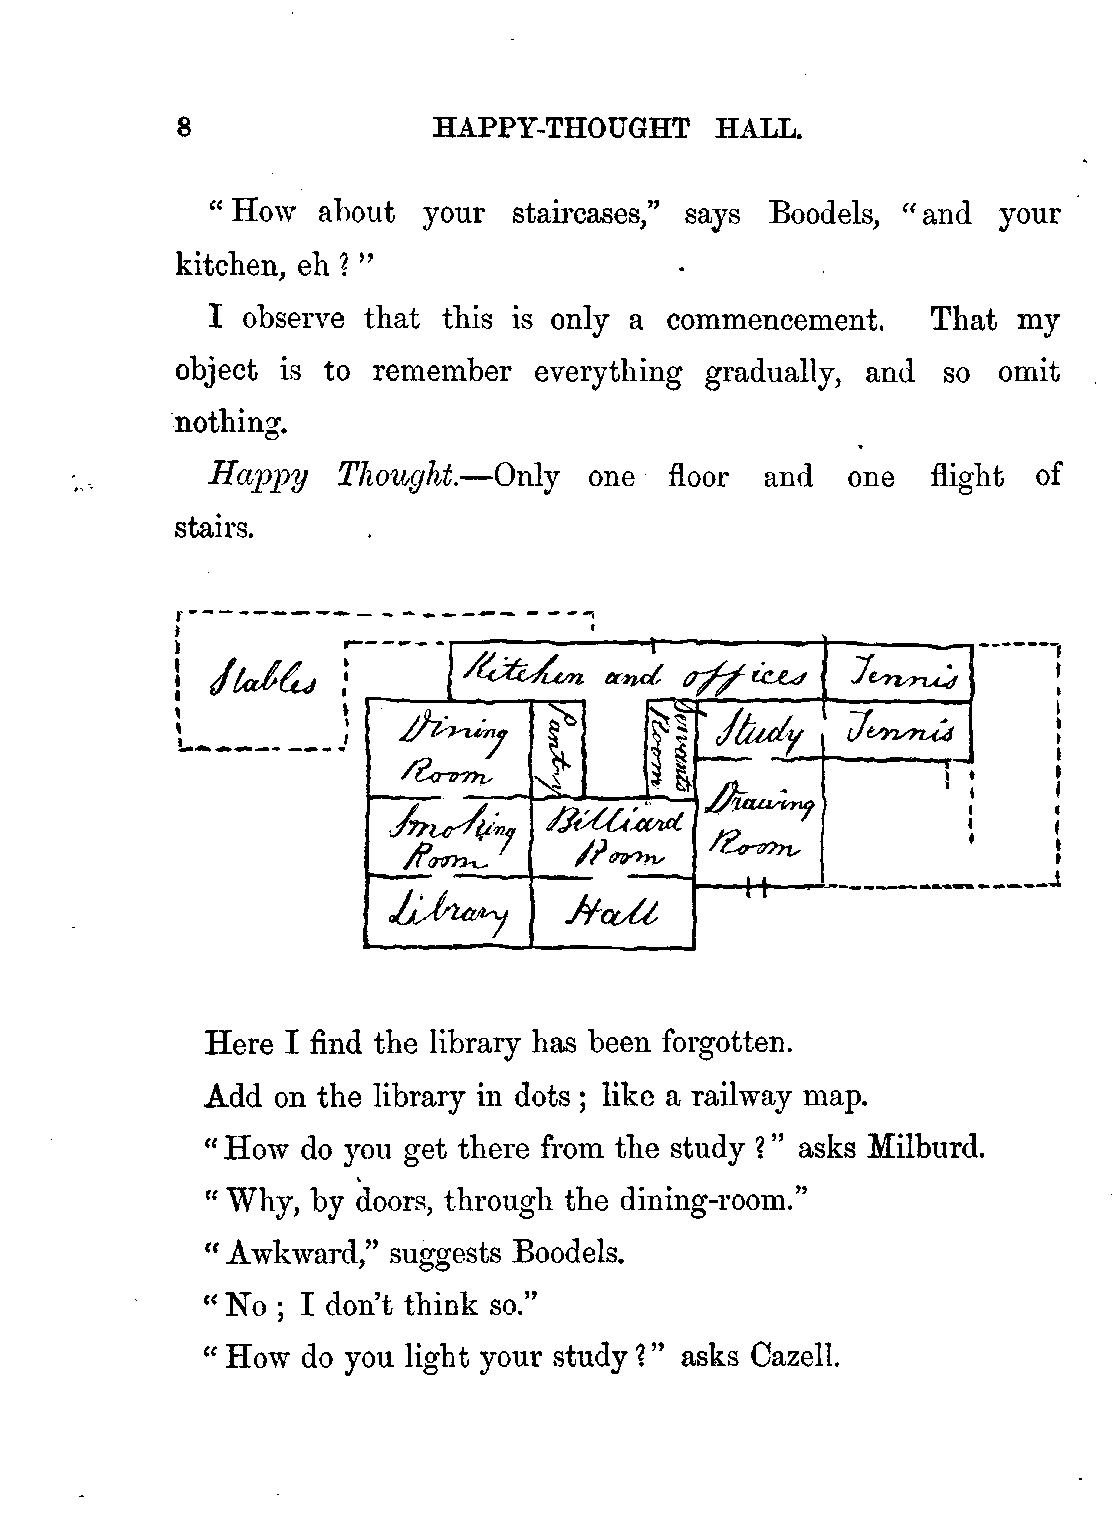 8 HAPPY-THOUGHT HALL.
“How about your staircases,” says Boodels, “and your
kitchen, eh ? ”
I observe that this is only a commencement. That my
object is to remember everything gradually, and so omit
nothing.
Happy Thought.—Only one floor and one flight of
stairs.
Stables
Kitchen and offices
Tennis
Dining
Room
Pantry
Servants
Room
Study
Tennis
Smoking
Room
Billiard
Room
Drawing
Room
Library
Hall
Here I find the library has been forgotten.
Add on the library in dots ; like a railway map.
“How do you get there from the study ?” asks Milburd.
“Why, by doors, through the dining-room.”
“Awkward,” suggests Boodels.
“No ; I don't think so.”
“How do you light your study ?” asks Cazell.